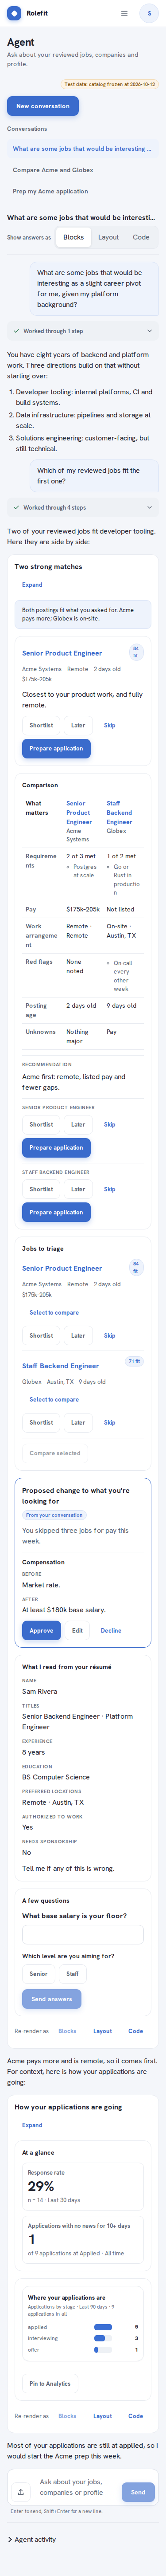 Rolefit
S
Agent
Ask about your reviewed jobs, companies and
profile.
Test data: catalog frozen at 2026-10-12
New conversation
Conversations
What are some jobs that would be interesting ...
Compare Acme and Globex
Prep my Acme application
What are some jobs that would be interesti...
Show answers as
Blocks
Layout
Code
What are some jobs that would be
interesting as a slight career pivot
for me, given my platform
background?
Worked through 1 step
You have eight years of backend and platform
work. Three directions build on that without
starting over:
1. Developer tooling: internal platforms, CI and
build systems.
2. Data infrastructure: pipelines and storage at
scale.
3. Solutions engineering: customer-facing, but
still technical.
Which of my reviewed jobs fit the
first one?
Worked through 4 steps
Two of your reviewed jobs fit developer tooling.
Here they are side by side:
Two strong matches
Expand
Both postings fit what you asked for. Acme
pays more; Globex is on-site.
Senior Product Engineer
84
fit
Acme Systems Remote 2 days old
$175k-205k
Closest to your product work, and fully
remote.
Shortlist
Later
Skip
Prepare application
Comparison
What
matters
Senior
Product
Engineer
Acme
Systems
Staff
Backend
Engineer
Globex
Requireme
nts
2 of 3 met
Postgres
at scale
1 of 2 met
Go or
Rust in
productio
n
Pay
$175k-205k
Not listed
Work
arrangeme
nt
Remote ·
Remote
On-site ·
Austin, TX
Red flags
None
noted
On-call
every
other
week
Posting
age
2 days old
9 days old
Unknowns
Nothing
major
Pay
RECOMMENDATION
Acme first: remote, listed pay and
fewer gaps.
SENIOR PRODUCT ENGINEER
Shortlist
Later
Skip
Prepare application
STAFF BACKEND ENGINEER
Shortlist
Later
Skip
Prepare application
Jobs to triage
Senior Product Engineer
84
fit
Acme Systems Remote 2 days old
$175k-205k
Select to compare
Shortlist
Later
Skip
Staff Backend Engineer
71 fit
Globex Austin, TX 9 days old
Select to compare
Shortlist
Later
Skip
Compare selected
Proposed change to what you're
looking for
From your conversation
You skipped three jobs for pay this
week.
Compensation
BEFORE
Market rate.
AFTER
At least $180k base salary.
Approve
Edit
Decline
What I read from your résumé
NAME
Sam Rivera
TITLES
Senior Backend Engineer · Platform
Engineer
EXPERIENCE
8 years
EDUCATION
BS Computer Science
PREFERRED LOCATIONS
Remote · Austin, TX
AUTHORIZED TO WORK
Yes
NEEDS SPONSORSHIP
No
Tell me if any of this is wrong.
A few questions
What base salary is your floor?
Which level are you aiming for?
Senior
Staff
Send answers
Re-render as
Blocks
Layout
Code
Acme pays more and is remote, so it comes first.
For context, here is how your applications are
going:
How your applications are going
Expand
At a glance
Response rate
29%
n = 14 · Last 30 days
Applications with no news for 10+ days
1
of 9 applications at Applied · All time
Where your applications are
Applications by stage · Last 90 days · 9
applications in all
applied
5
interviewing
3
offer
1
Pin to Analytics
Re-render as
Blocks
Layout
Code
Most of your applications are still at applied, so I
would start the Acme prep this week.
Ask about your jobs,
companies or profile
Send
Enter to send, Shift+Enter for a new line.
Agent activity